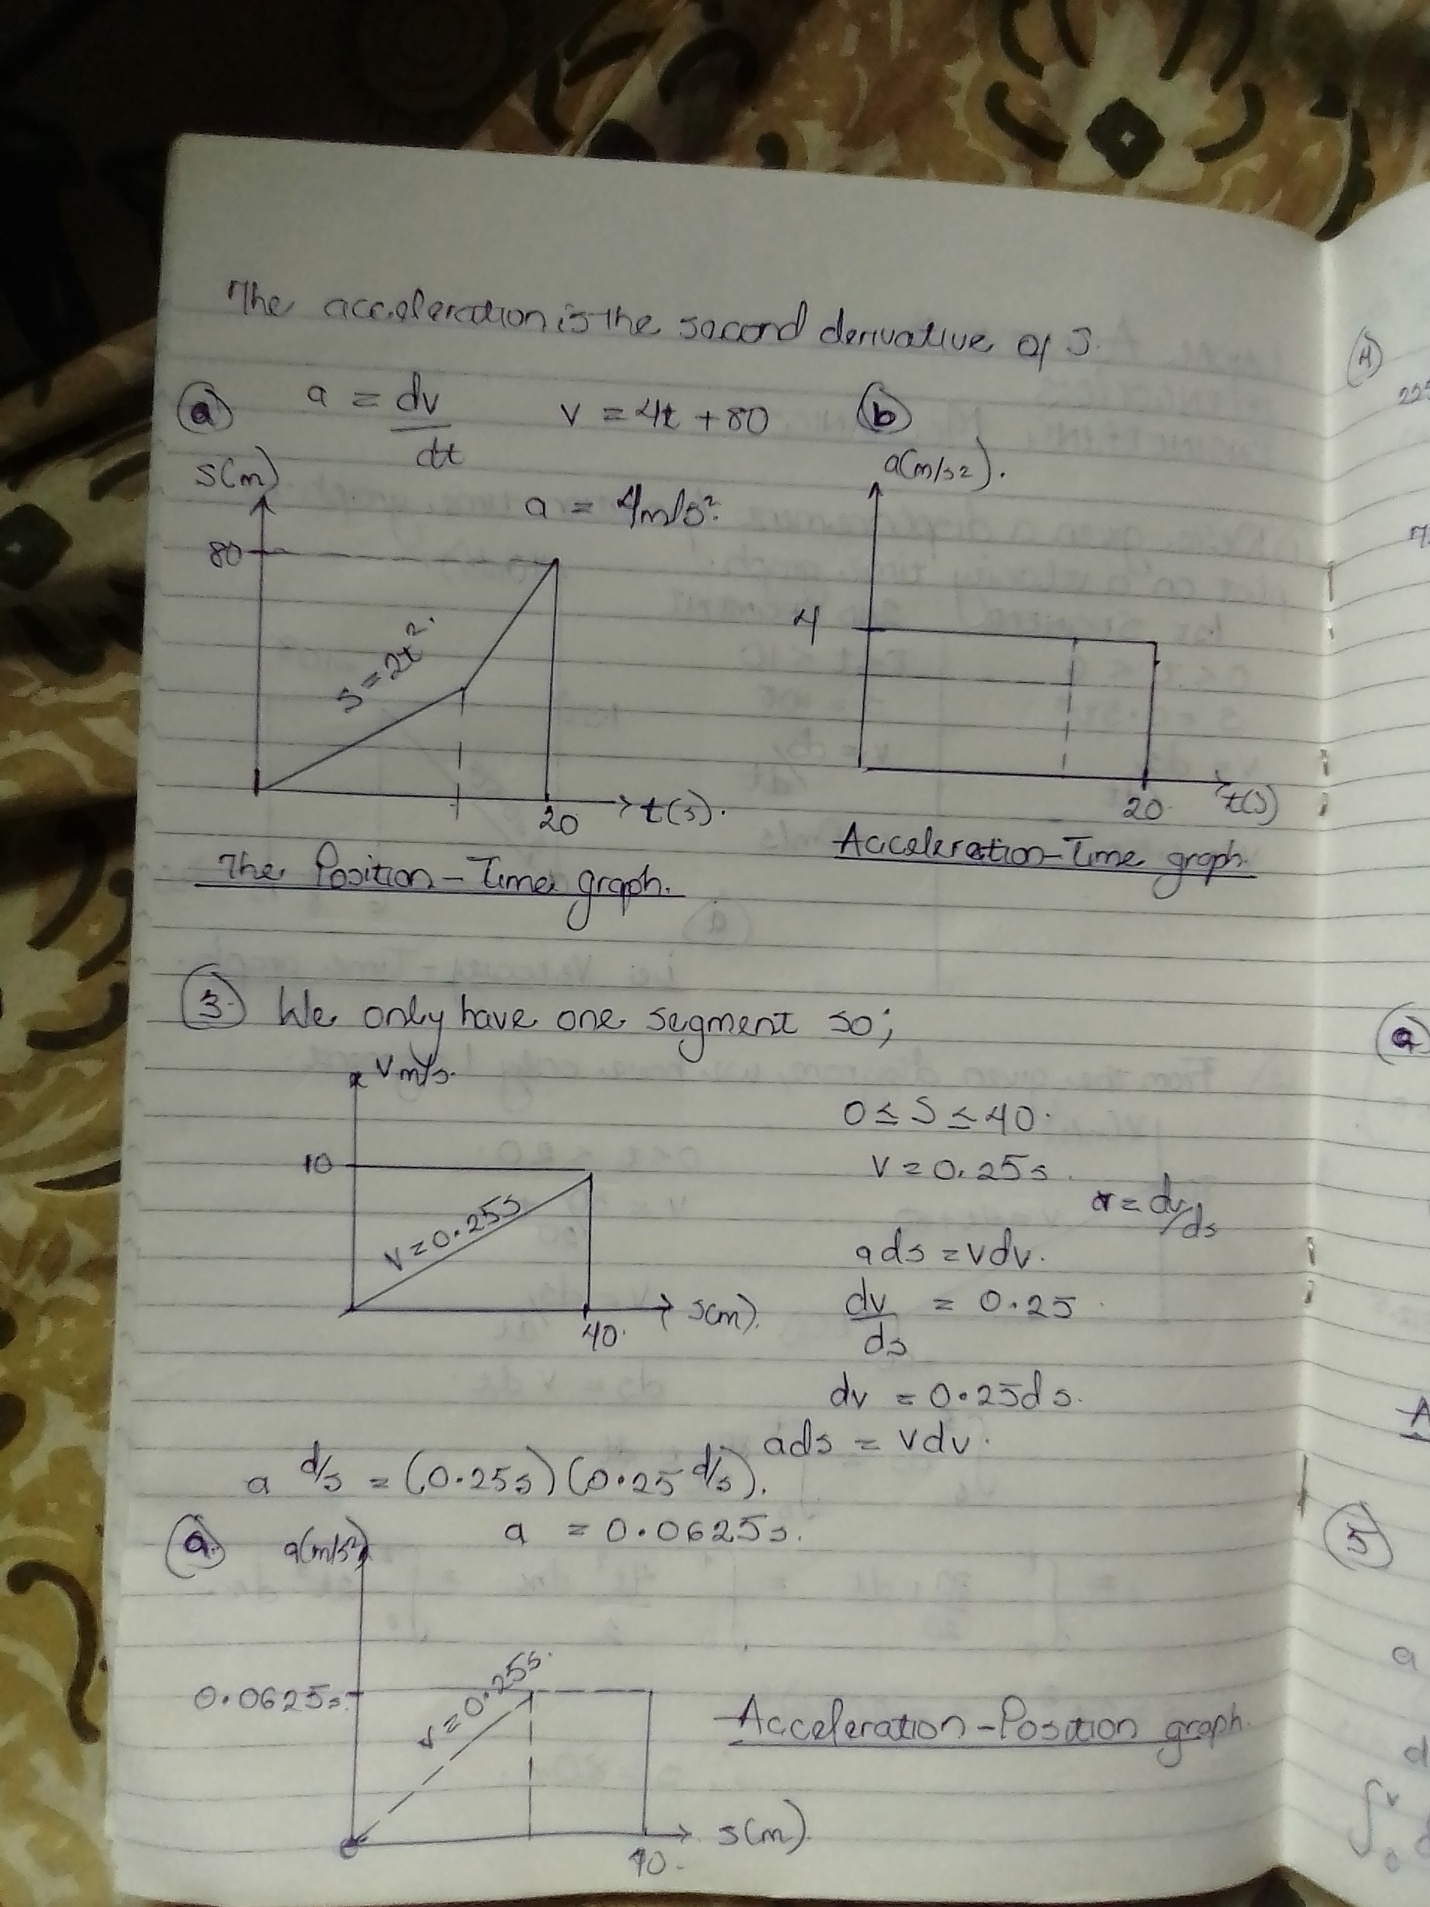 The acceleration is the second derivative of S.
(a) a = dv/dt v = 4t + 80 (b)
s(m) a(m/s2).
a = 4m/s².
80
S = 2t².
4
20 t(s). 20 t(s)
The Position - Time graph. Acceleration-Time graph.
(3) We only have one segment so;
V m/s.
0 ≤ S ≤ 40.
10 v = 0.25s.
= dv/ds
V = 0.25s
ads = vdv.
dv/ds = 0.25
s(m).
40.
dv = 0.25ds.
ads = vdv.
a d/s = (0.25s)(0.25 d/s).
a = 0.0625s.
(a) a(m/s²)
v = 0.25s.
0.0625s
Acceleration - Position graph.
s(m)
40.
(4)
(a)
(5)
a
d